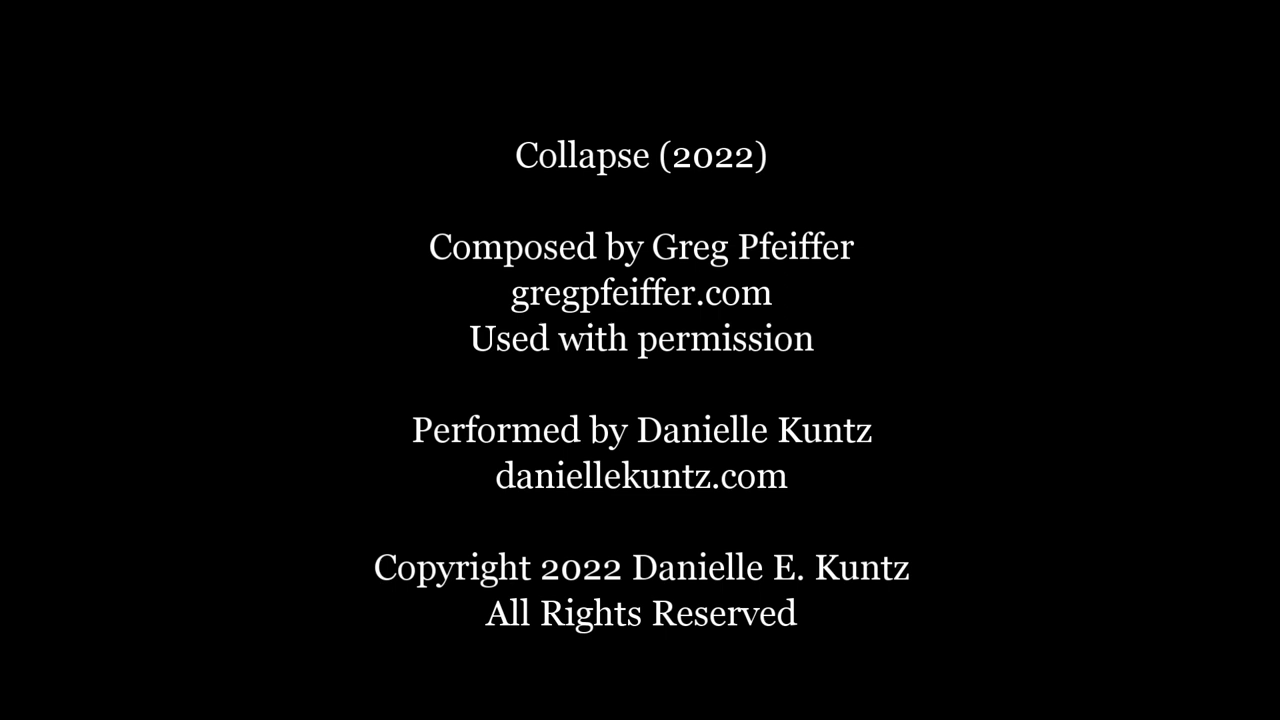 Collapse (2022)
Composed by Greg Pfeiffer
gregpfeiffer.com
Used with permission
Performed by Danielle Kuntz
daniellekuntz.com
Copyright 2022 Danielle E. Kuntz
All Rights Reserved